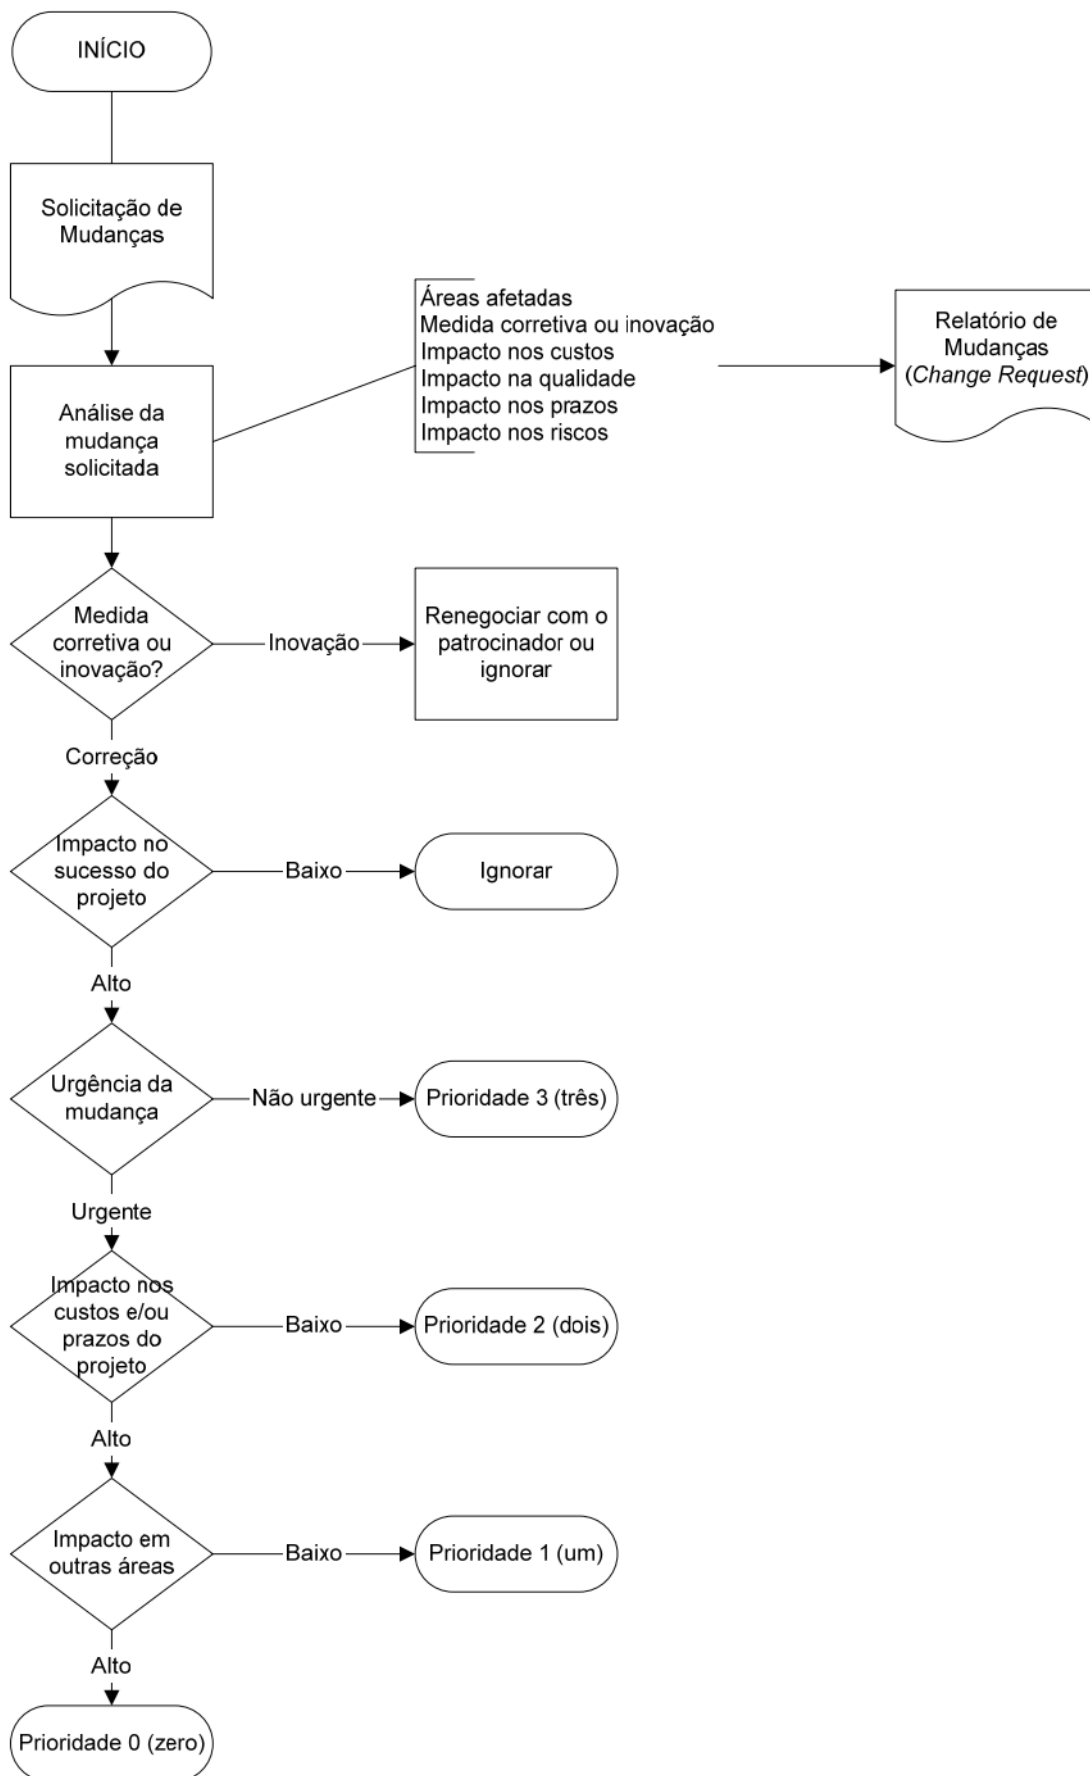 INÍCIO
Solicitação de
Mudanças
Áreas afetadas
Medida corretiva ou inovação
Impacto nos custos
Impacto na qualidade
Impacto nos prazos
Impacto nos riscos
Relatório de
Mudanças
(Change Request)
Análise da
mudança
solicitada
Medida
corretiva ou
inovação?
Inovação
Renegociar com o
patrocinador ou
ignorar
Correção
Impacto no
sucesso do
projeto
Baixo
Ignorar
Alto
Urgência da
mudança
Não urgente
Prioridade 3 (três)
Urgente
Impacto nos
custos e/ou
prazos do
projeto
Baixo
Prioridade 2 (dois)
Alto
Impacto em
outras áreas
Baixo
Prioridade 1 (um)
Alto
Prioridade 0 (zero)